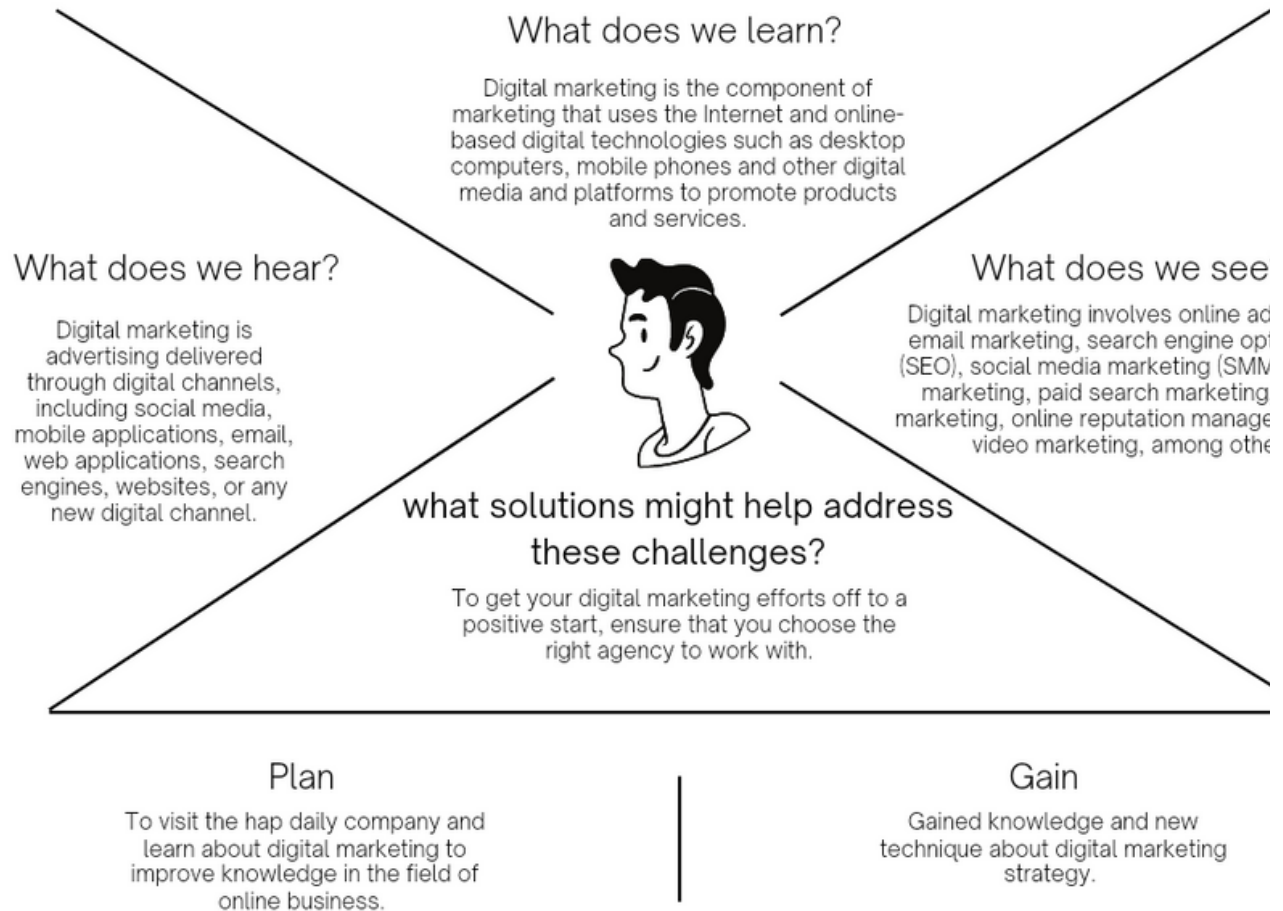 What does we learn?
Digital marketing is the component of
marketing that uses the Internet and online-
based digital technologies such as desktop
computers, mobile phones and other digital
media and platforms to promote products
and services.
What does we hear?
Digital marketing is
advertising delivered
through digital channels,
including social media,
mobile applications, email,
web applications, search
engines, websites, or any
new digital channel.
What does we see
Digital marketing involves online
email marketing, search engine
(SEO), social media marketing (SMM
marketing, paid search marketing
marketing, online reputation
video marketing, among
what solutions might help address
these challenges?
To get your digital marketing efforts off to a
positive start, ensure that you choose the
right agency to work with.
Plan
To visit the hap daily company and
learn about digital marketing to
improve knowledge in the field of
online business.
Gain
Gained knowledge and new
technique about digital marketing
strategy.